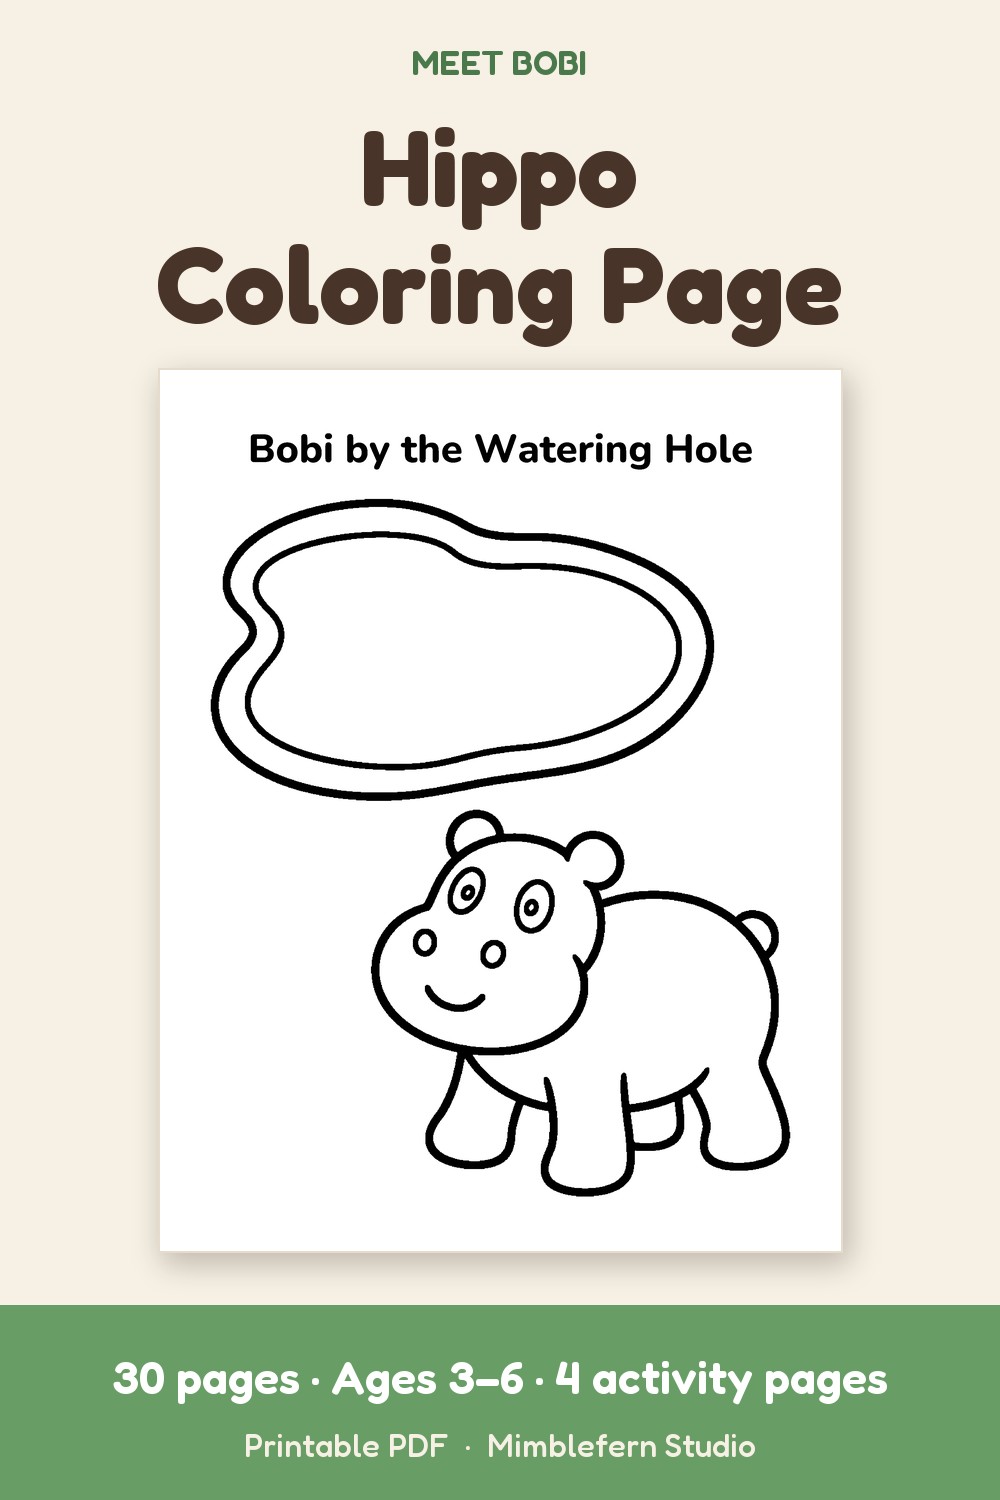 MEET BOBI
Hippo
Coloring Page
Bobi by the Watering Hole
30 pages · Ages 3–6 · 4 activity pages
Printable PDF · Mimblefern Studio